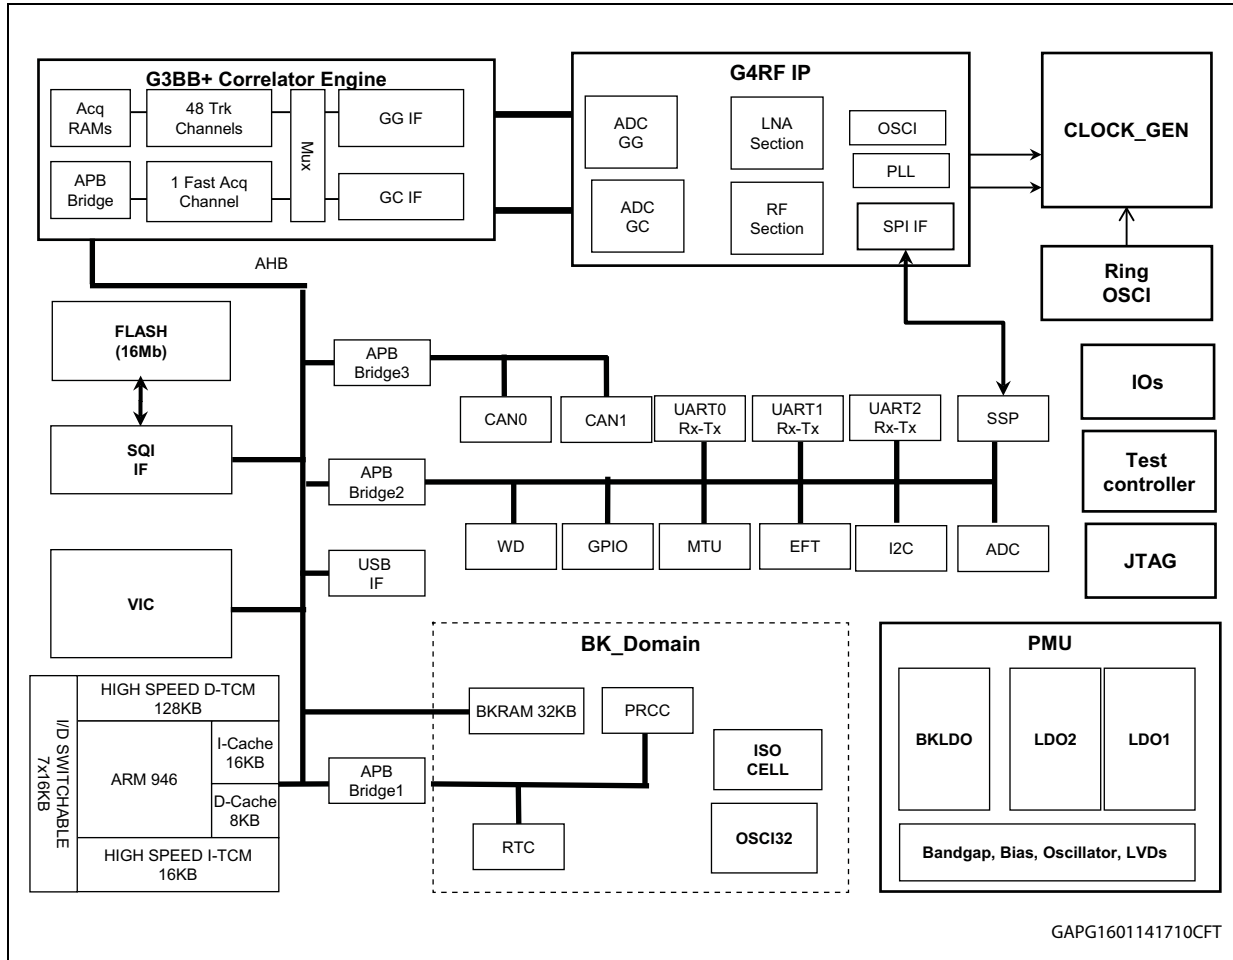 G3BB+ Correlator Engine
Acq
RAMs
48 Trk
Channels
Mux
GG IF
APB
Bridge
1 Fast Acq
Channel
GC IF
G4RF IP
ADC
GG
LNA
Section
OSCI
PLL
ADC
GC
RF
Section
SPI IF
CLOCK_GEN
Ring
OSCI
AHB
FLASH
(16Mb)
APB
Bridge3
IOs
CAN0
CAN1
UART0
Rx-Tx
UART1
Rx-Tx
UART2
Rx-Tx
SSP
SQI
IF
APB
Bridge2
Test
controller
WD
GPIO
MTU
EFT
I2C
ADC
JTAG
USB
IF
VIC
BK_Domain
BKRAM 32KB
PRCC
ISO
CELL
RTC
OSCI32
PMU
BKLDO
LDO2
LDO1
Bandgap, Bias, Oscillator, LVDs
I/D SWITCHABLE
7x16KB
HIGH SPEED D-TCM
128KB
ARM 946
I-Cache
16KB
D-Cache
8KB
HIGH SPEED I-TCM
16KB
APB
Bridge1
GAPG1601141710CFT